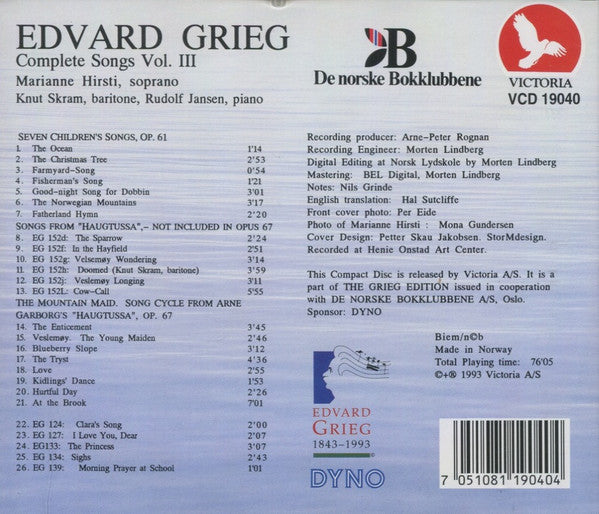 EDVARD GRIEG
Complete Songs Vol. III
Marianne Hirsti, soprano
Knut Skram, baritone, Rudolf Jansen, piano
B
De norske Bokklubbene
VICTORIA
VCD 19040
SEVEN CHILDREN'S SONGS, OP. 61
1. The Ocean 1'14
2. The Christmas Tree 2'53
3. Farmyard-Song 0'54
4. Fisherman's Song 1'21
5. Good-night Song for Dobbin 3'01
6. The Norwegian Mountains 3'17
7. Fatherland Hymn 2'20
SONGS FROM "HAUGTUSSA",- NOT INCLUDED IN OPUS 67
8. EG 152d: The Sparrow 2'24
9. EG 152f: In the Hayfield 2'51
10. EG 152g: Velsemøy Wondering 3'14
11. EG 152h: Doomed (Knut Skram, baritone) 3'59
12. EG 152j: Veslemøy Longing 3'11
13. EG 152L: Cow-Call 5'55
THE MOUNTAIN MAID. SONG CYCLE FROM ARNE
GARBORG'S "HAUGTUSSA", OP. 67
14. The Enticement 3'45
15. Veslemøy. The Young Maiden 2'46
16. Blueberry Slope 3'12
17. The Tryst 4'36
18. Love 2'55
19. Kidlings' Dance 1'53
20. Hurtful Day 3'26
21. At the Brook 7'01
22. EG 124: Clara's Song 2'00
23. EG 127: I Love You, Dear 2'07
24. EG133: The Princess 3'07
25. EG 134: Sighs 2'43
26. EG 139: Morning Prayer at School 1'01
Recording producer: Arne-Peter Rognan
Recording Engineer: Morten Lindberg
Digital Editing at Norsk Lydskole by Morten Lindberg
Mastering: BEL Digital, Morten Lindberg
Notes: Nils Grinde
English translation: Hal Sutcliffe
Front cover photo: Per Eide
Photo of Marianne Hirsti : Mona Gundersen
Cover Design: Petter Skau Jakobsen. StorMdesign.
Recorded at Henie Onstad Art Center.
This Compact Disc is released by Victoria A/S. It is a
part of THE GRIEG EDITION issued in cooperation
with DE NORSKE BOKKLUBBENE A/S, Oslo.
Sponsor: DYNO
Biem/n©b
Made in Norway
Total Playing time: 76'05
©+® 1993 Victoria A/S
EDVARD
GRIEG
1843-1993
DYNO
7 051081 190404